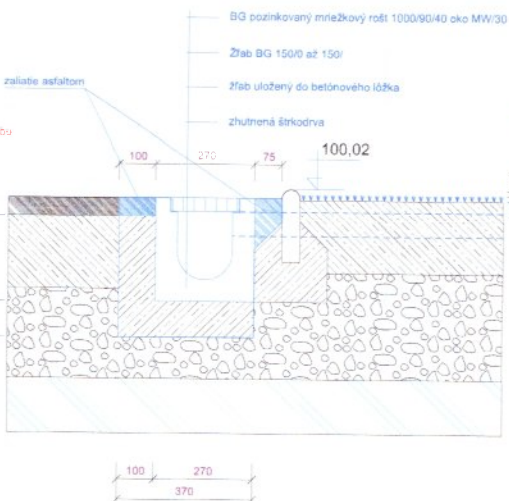 BG pozinkovaný mriežkový rošt 1000/90/40 oko MW/30
Žľab BG 150/0 až 150/
žľab uložený do betónového lôžka
zaliatie asfaltom
zhutnená štrkodrva
100
270
75
100,02
100
270
370